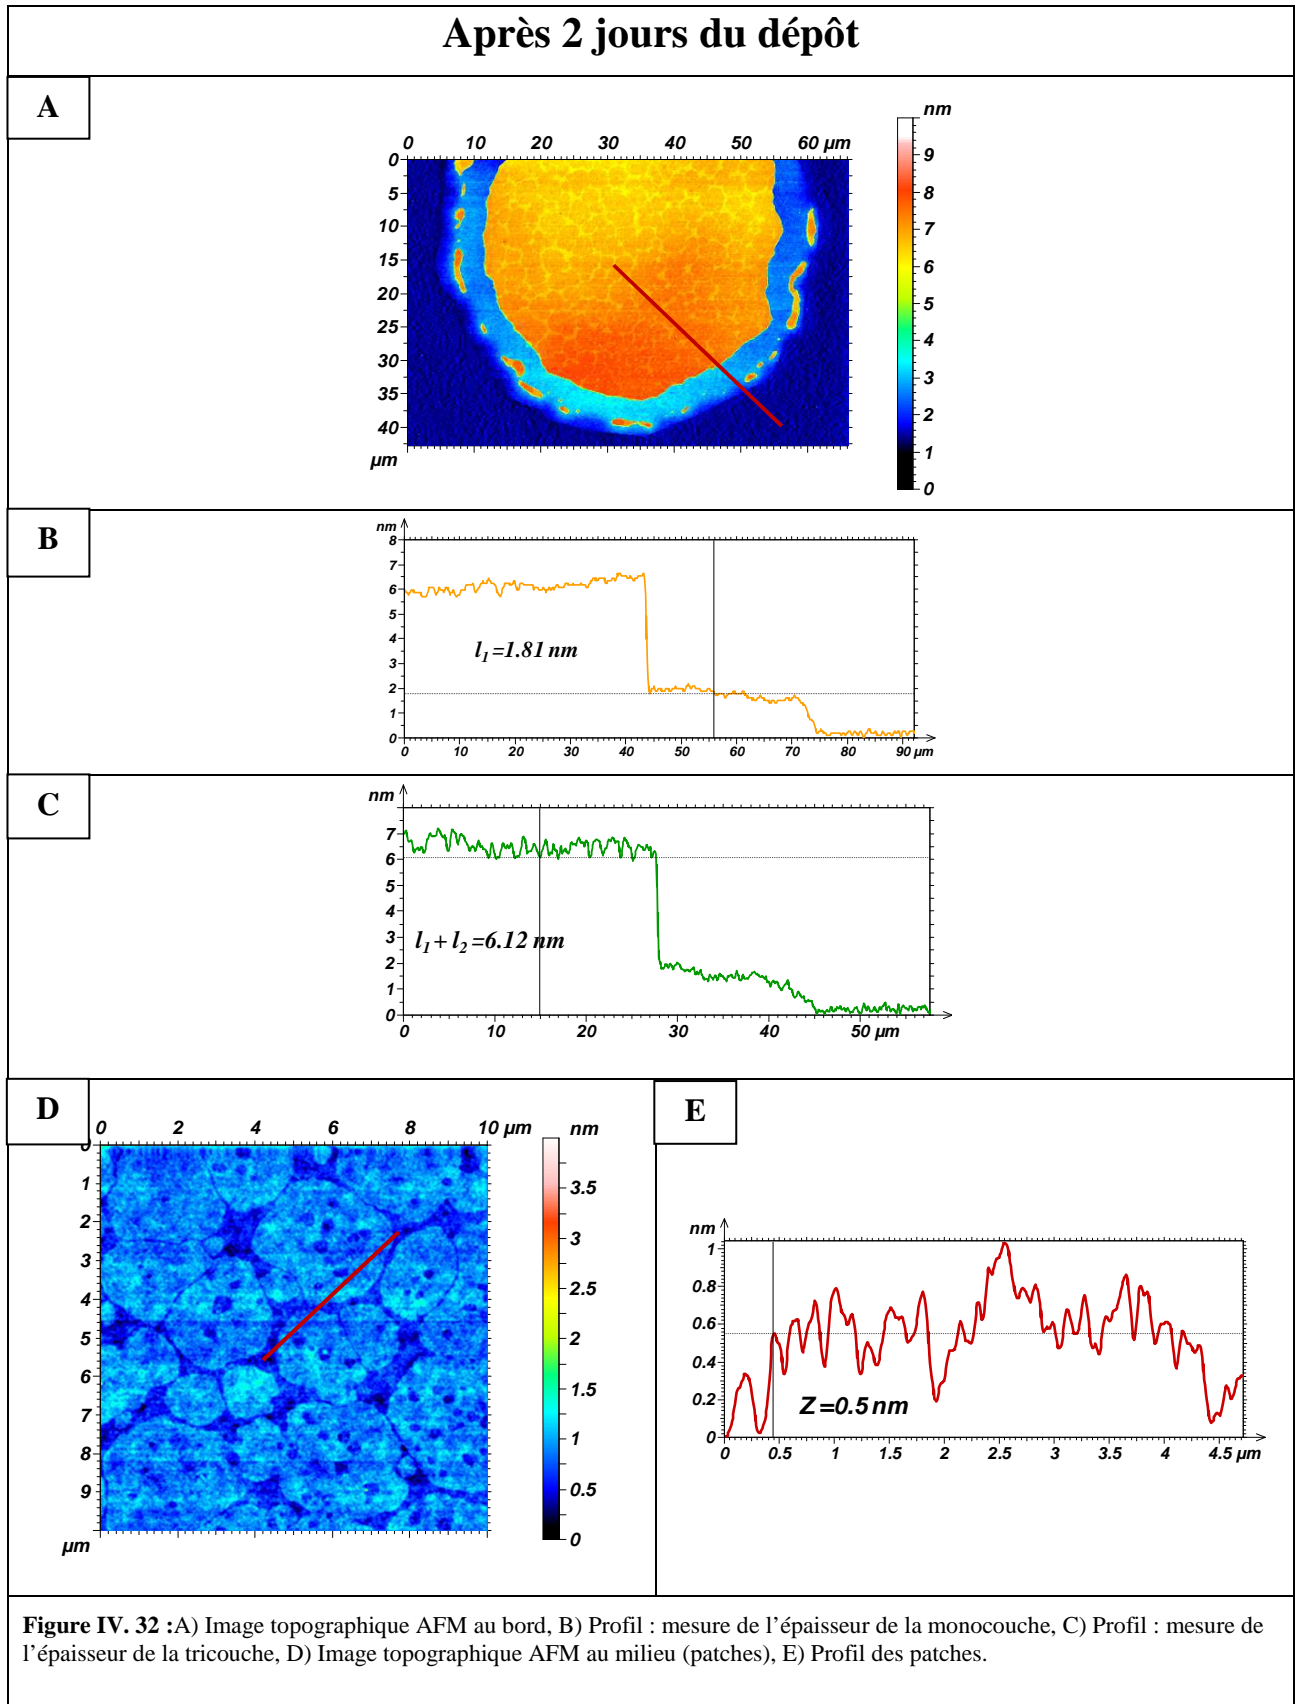 Après 2 jours du dépôt
A
nm
0 10 20 30 40 50 60 µm
0
5
10
15
20
25
30
35
40
µm
9
8
7
6
5
4
3
2
1
0
B
nm
8
7
6
5
4
3
2
1
0
l1=1.81 nm
0 10 20 30 40 50 60 70 80 90 µm
C
nm
7
6
5
4
3
2
1
0
l1+l2=6.12 nm
0 10 20 30 40 50 µm
D
0 2 4 6 8 10 µm nm
0
1
2
3
4
5
6
7
8
9
µm
3.5
3
2.5
2
1.5
1
0.5
0
E
nm
1
0.8
0.6
0.4
0.2
0
Z=0.5 nm
0 0.5 1 1.5 2 2.5 3 3.5 4 4.5 µm
Figure IV. 32 :A) Image topographique AFM au bord, B) Profil : mesure de l’épaisseur de la monocouche, C) Profil : mesure de
l’épaisseur de la tricouche, D) Image topographique AFM au milieu (patches), E) Profil des patches.